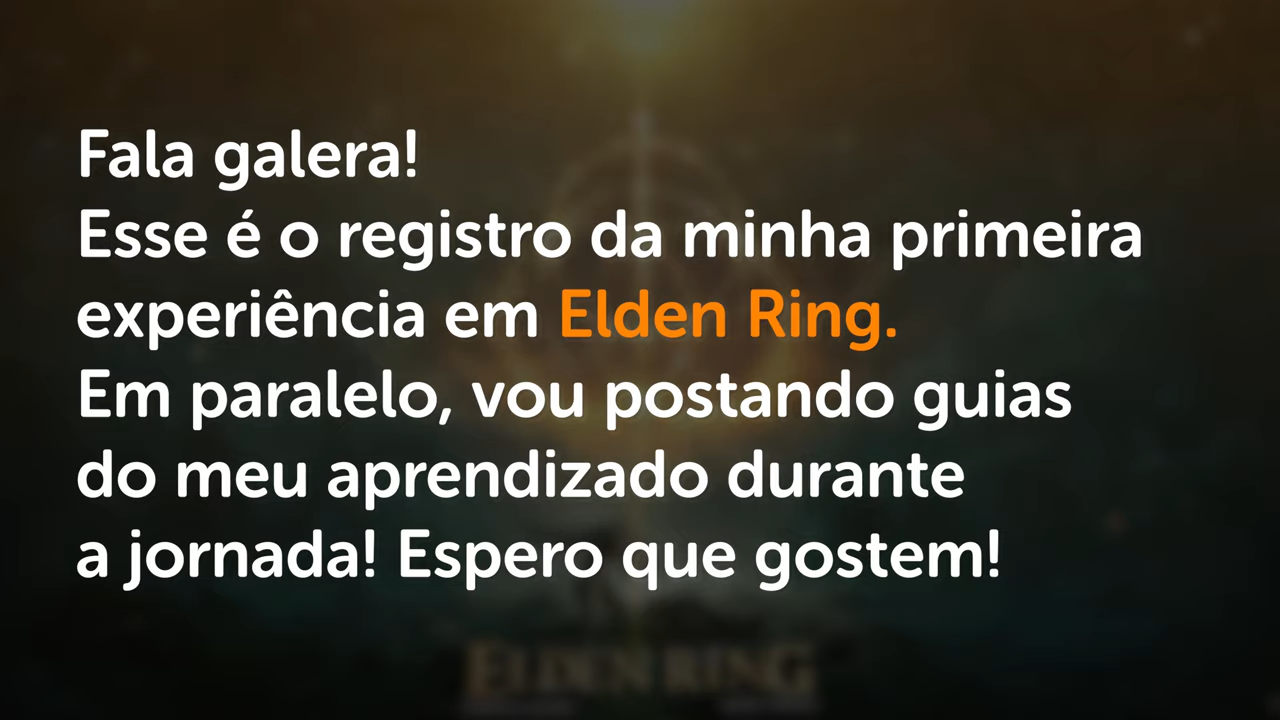 Fala galera!
Esse é o registro da minha primeira
experiência em Elden Ring.
Em paralelo, vou postando guias
do meu aprendizado durante
a jornada! Espero que gostem!
ELDEN RING